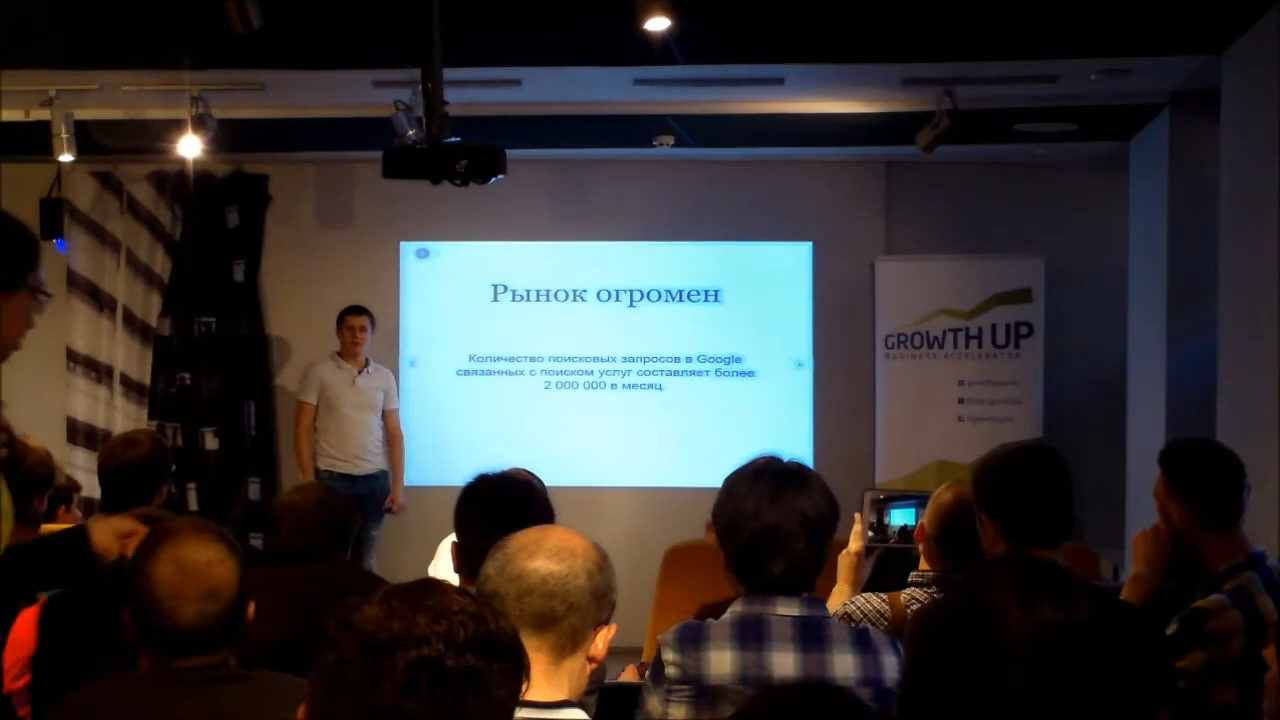 Рынок огромен
Количество поисковых запросов в Google
связанных с поиском услуг составляет более
2 000 000 в месяц.
GROWTH UP
BUSINESS ACCELERATOR